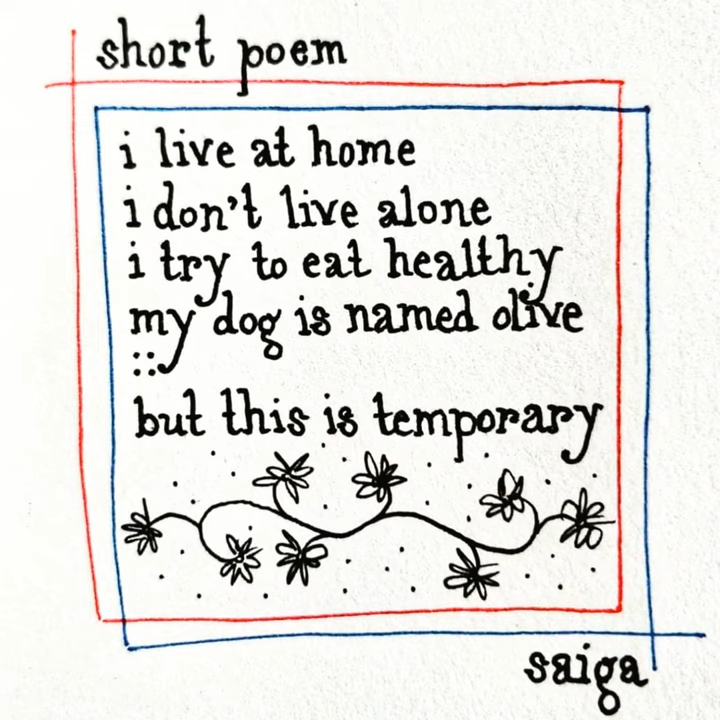 short poem
i live at home
i don't live alone
i try to eat healthy
my dog is named olive
::
but this is temporary
saiga